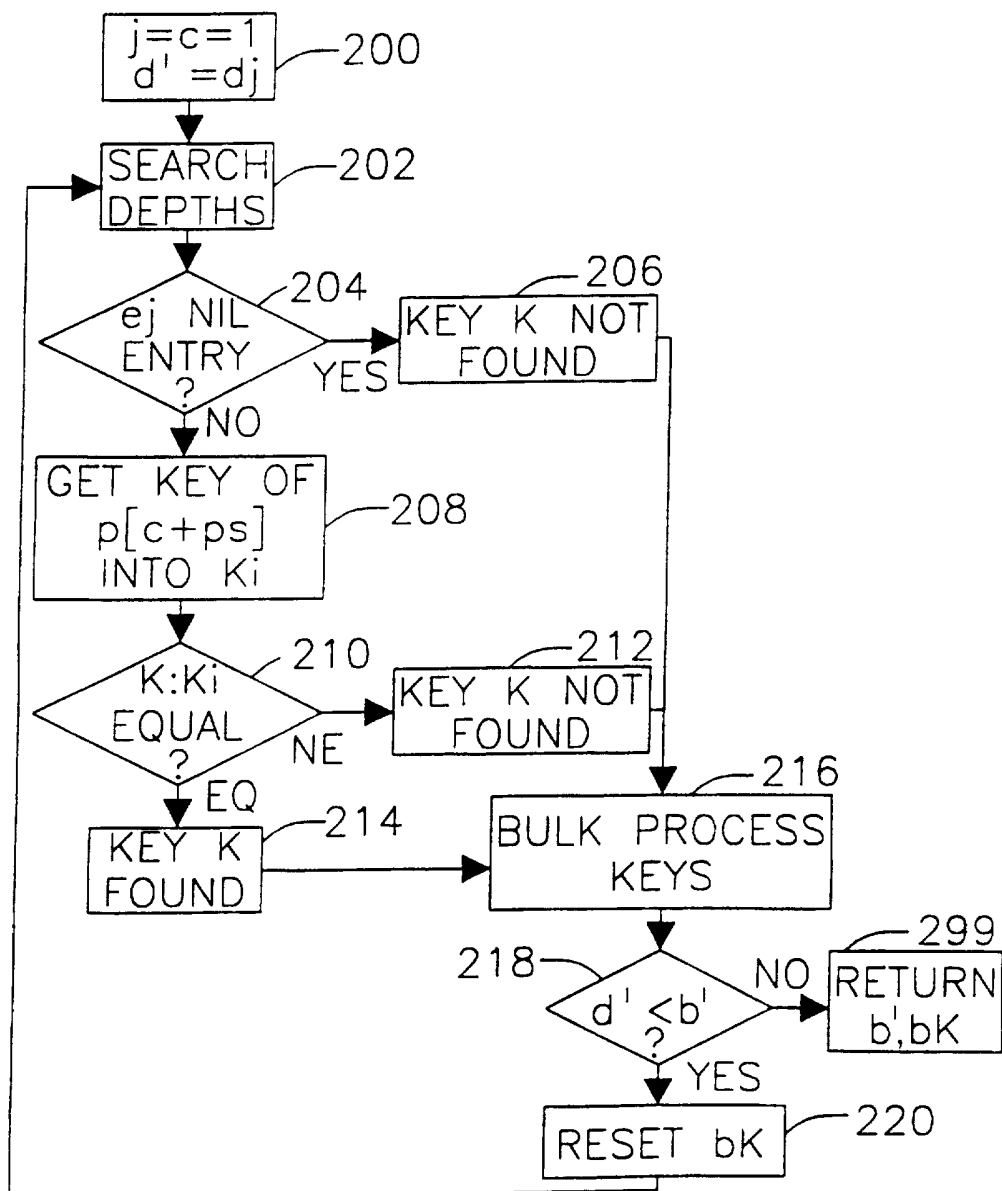 j=c=1
d'=dj
200
SEARCH
DEPTHS
202
ej NIL
ENTRY
?
204
YES
NO
KEY K NOT
FOUND
206
GET KEY OF
p[c+ps]
INTO Ki
208
K:Ki
EQUAL
?
210
NE
EQ
KEY K NOT
FOUND
212
KEY K
FOUND
214
BULK PROCESS
KEYS
216
d'<b'
?
218
NO
YES
RETURN
b',bK
299
RESET bK
220